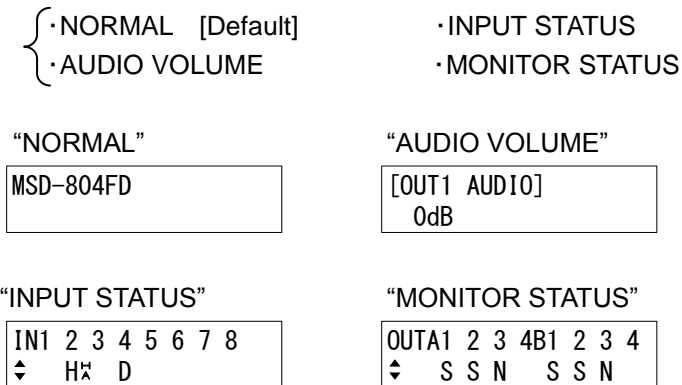 ・NORMAL [Default] ・INPUT STATUS
・AUDIO VOLUME ・MONITOR STATUS
“NORMAL” “AUDIO VOLUME”
MSD-804FD
[OUT1 AUDIO]
0dB
“INPUT STATUS” “MONITOR STATUS”
IN1 2 3 4 5 6 7 8
H D
OUTA1 2 3 4B1 2 3 4
S S N S S N